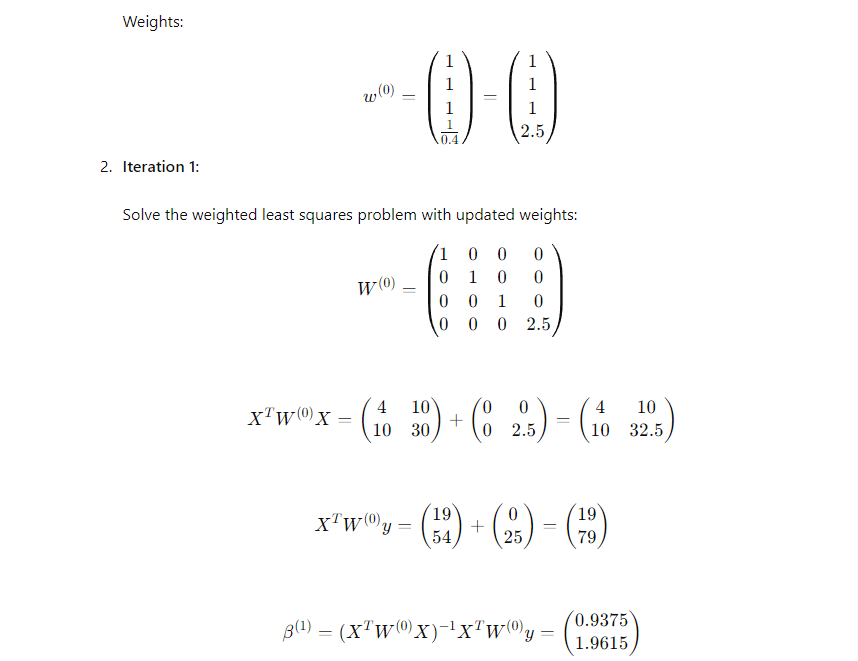 Weights:
w^{(0)} = \begin{pmatrix} 1 \\ 1 \\ 1 \\ \frac{1}{0.4} \end{pmatrix} = \begin{pmatrix} 1 \\ 1 \\ 1 \\ 2.5 \end{pmatrix}
2. Iteration 1:
Solve the weighted least squares problem with updated weights:
W^{(0)} = \begin{pmatrix} 1 & 0 & 0 & 0 \\ 0 & 1 & 0 & 0 \\ 0 & 0 & 1 & 0 \\ 0 & 0 & 0 & 2.5 \end{pmatrix}
X^T W^{(0)} X = \begin{pmatrix} 4 & 10 \\ 10 & 30 \end{pmatrix} + \begin{pmatrix} 0 & 0 \\ 0 & 2.5 \end{pmatrix} = \begin{pmatrix} 4 & 10 \\ 10 & 32.5 \end{pmatrix}
X^T W^{(0)} y = \begin{pmatrix} 19 \\ 54 \end{pmatrix} + \begin{pmatrix} 0 \\ 25 \end{pmatrix} = \begin{pmatrix} 19 \\ 79 \end{pmatrix}
\beta^{(1)} = (X^T W^{(0)} X)^{-1} X^T W^{(0)} y = \begin{pmatrix} 0.9375 \\ 1.9615 \end{pmatrix}